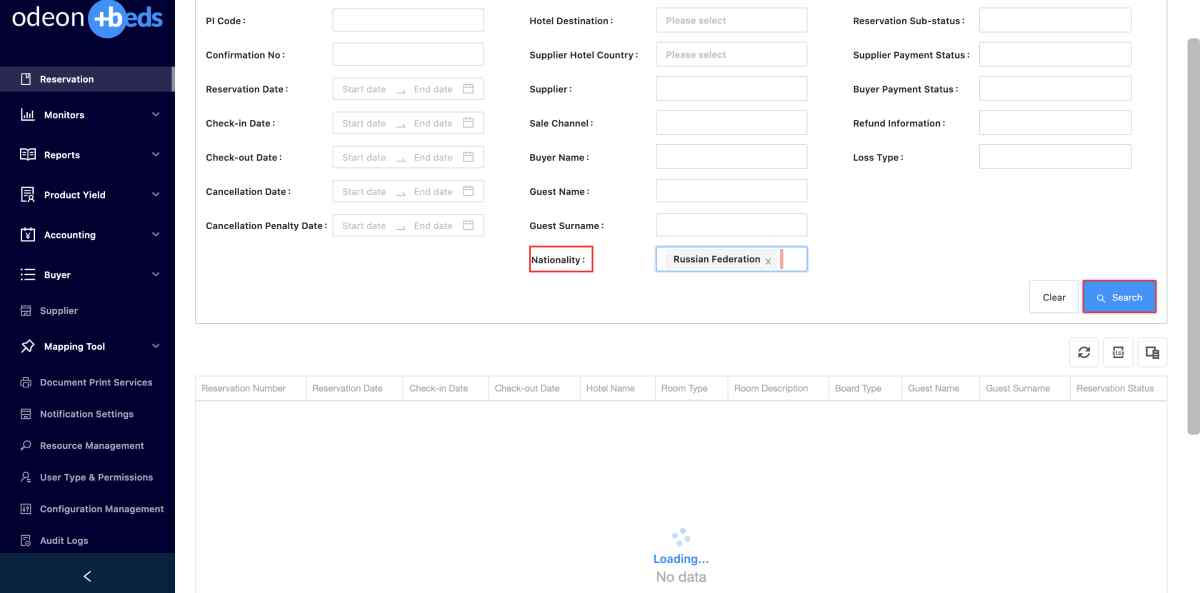 odeon +beds
Reservation
Monitors
Reports
Product Yield
Accounting
Buyer
Supplier
Mapping Tool
Document Print Services
Notification Settings
Resource Management
User Type & Permissions
Configuration Management
Audit Logs
PI Code : Hotel Destination : Please select Reservation Sub-status :
Confirmation No : Supplier Hotel Country : Please select Supplier Payment Status :
Reservation Date : Start date End date Supplier : Buyer Payment Status :
Check-in Date : Start date End date Sale Channel : Refund Information :
Check-out Date : Start date End date Buyer Name : Loss Type :
Cancellation Date : Start date End date Guest Name :
Cancellation Penalty Date : Start date End date Guest Surname :
Nationality : Russian Federation x
Clear Search
Reservation Number Reservation Date Check-in Date Check-out Date Hotel Name Room Type Room Description Board Type Guest Name Guest Surname Reservation Status
Loading...
No data